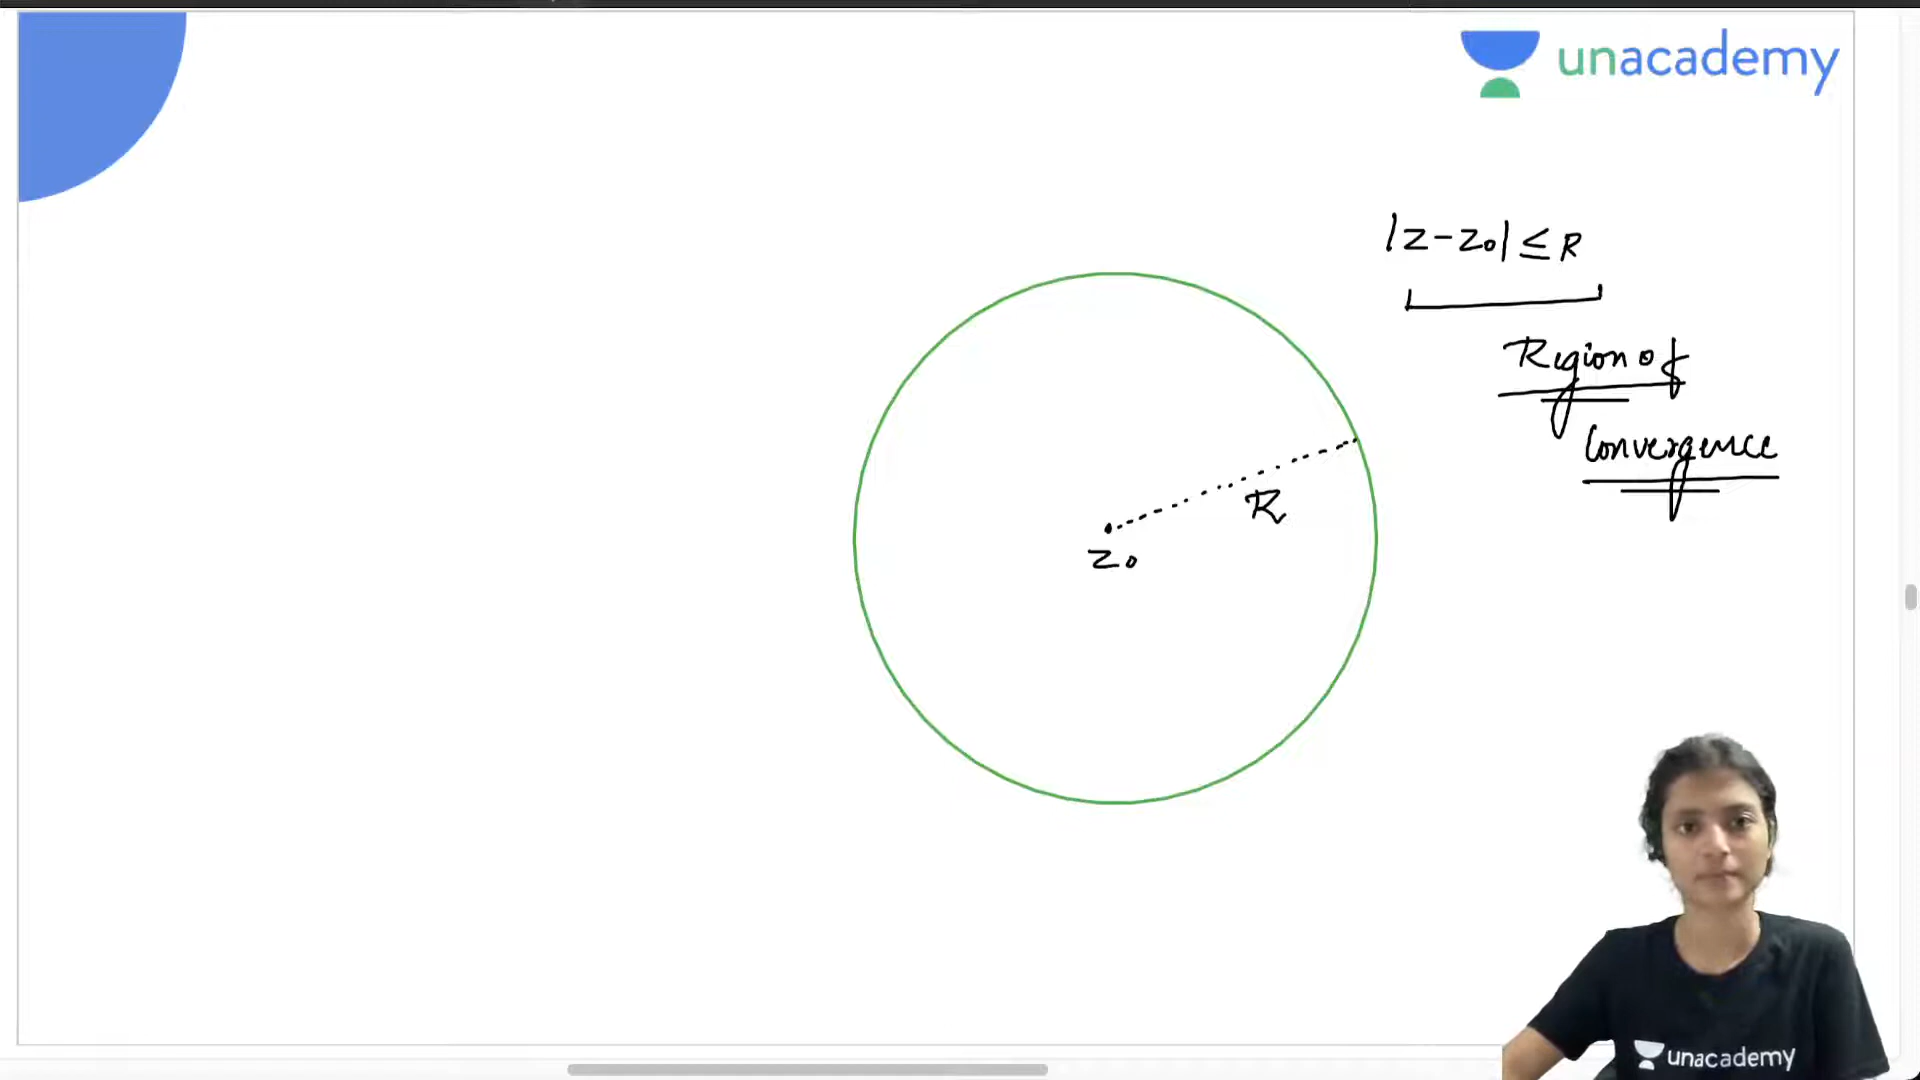 unacademy
|z-z₀| ≤ R
Region of
Convergence
R
z₀
unacademy